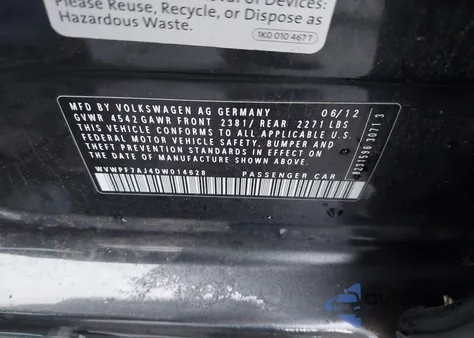 Please Reuse, Recycle, or Dispose as
Hazardous Waste.
1KD 010 467 T
MFD BY VOLKSWAGEN AG GERMANY 06/12
GVWR 4542 GAWR FRONT 2381/ REAR 2271 LBS
THIS VEHICLE CONFORMS TO ALL APPLICABLE U.S.
FEDERAL MOTOR VEHICLE SAFETY, BUMPER AND
THEFT PREVENTION STANDARDS IN EFFECT ON THE
DATE OF MANUFACTURE SHOWN ABOVE
WVWPF7AJ4DW014628 PASSENGER CAR